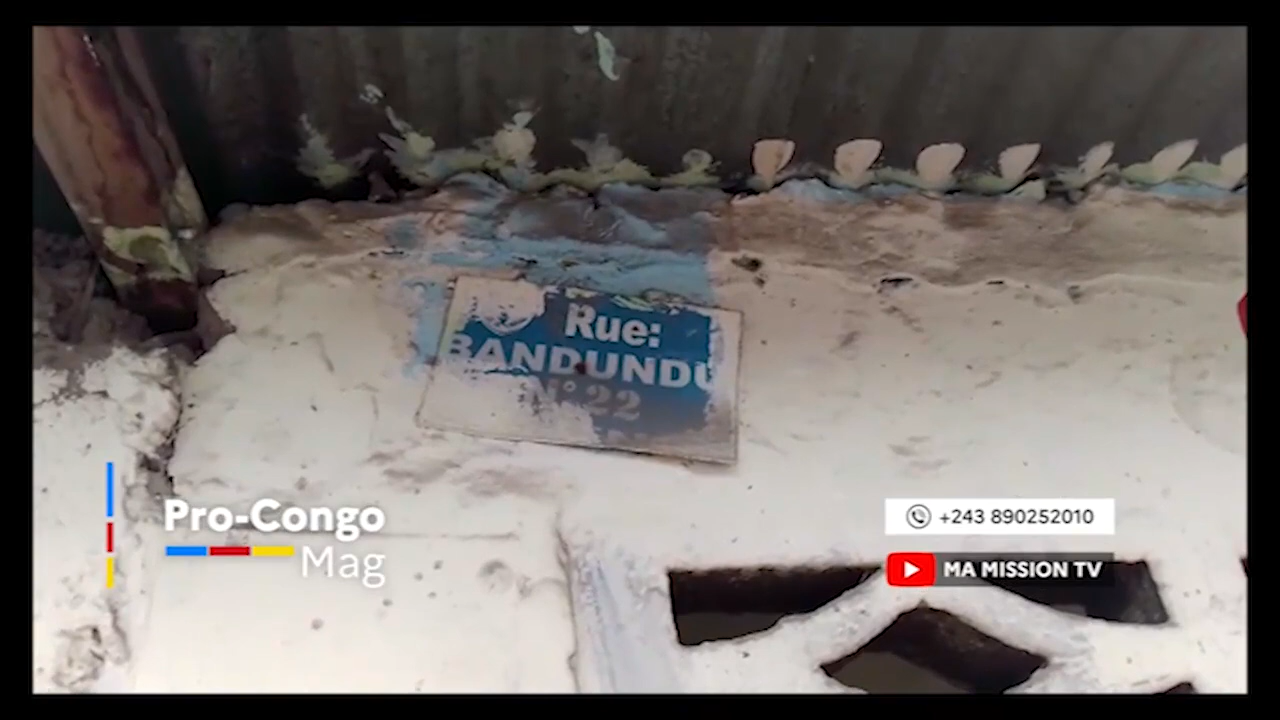 Rue:
BANDUNDU
N° 22
Pro-Congo
Mag
+243 890252010
MA MISSION TV